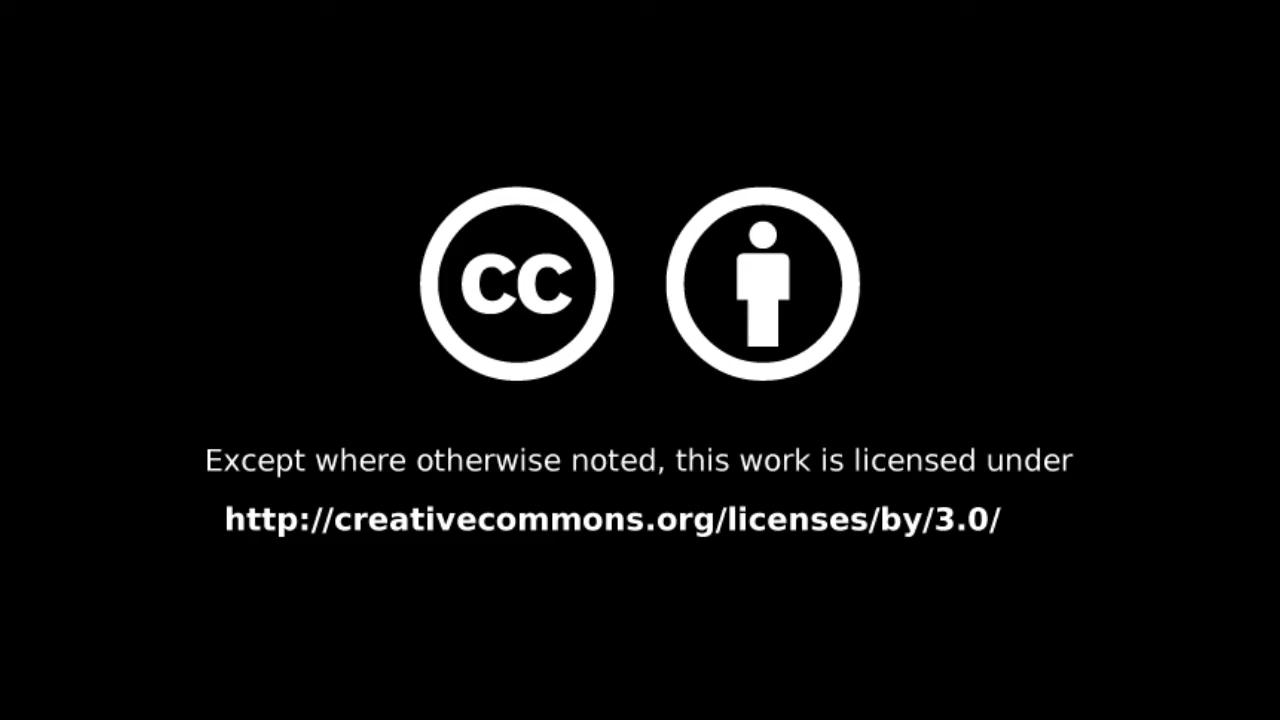 cc
Except where otherwise noted, this work is licensed under
http://creativecommons.org/licenses/by/3.0/